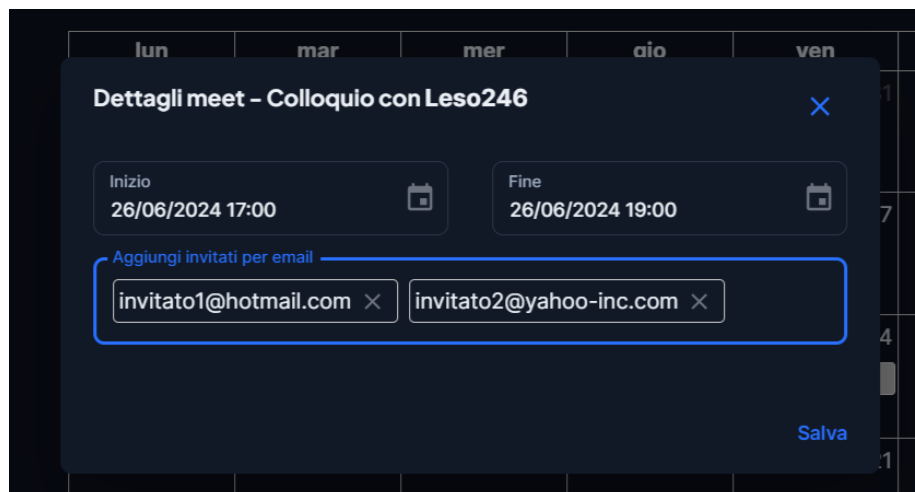 lun mar mer gio ven
Dettagli meet – Colloquio con Leso246
Inizio
26/06/2024 17:00
Fine
26/06/2024 19:00
7
Aggiungi invitati per email
invitato1@hotmail.com
invitato2@yahoo-inc.com
4
Salva